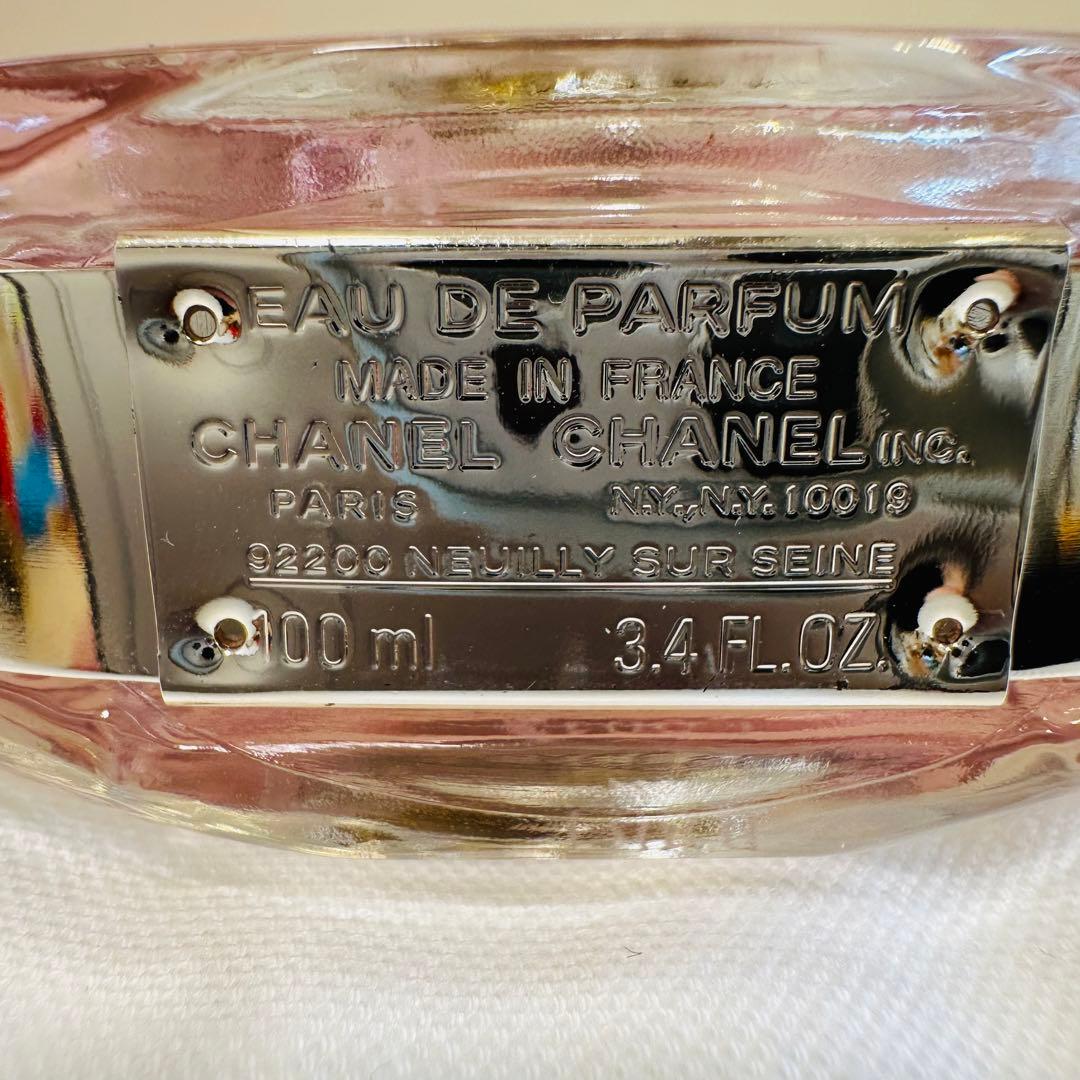 EAU DE PARFUM
MADE IN FRANCE
CHANEL CHANEL INC.
PARIS N.Y., N.Y. 10019
92200 NEUILLY SUR SEINE
100 ml 3.4 FL. OZ.